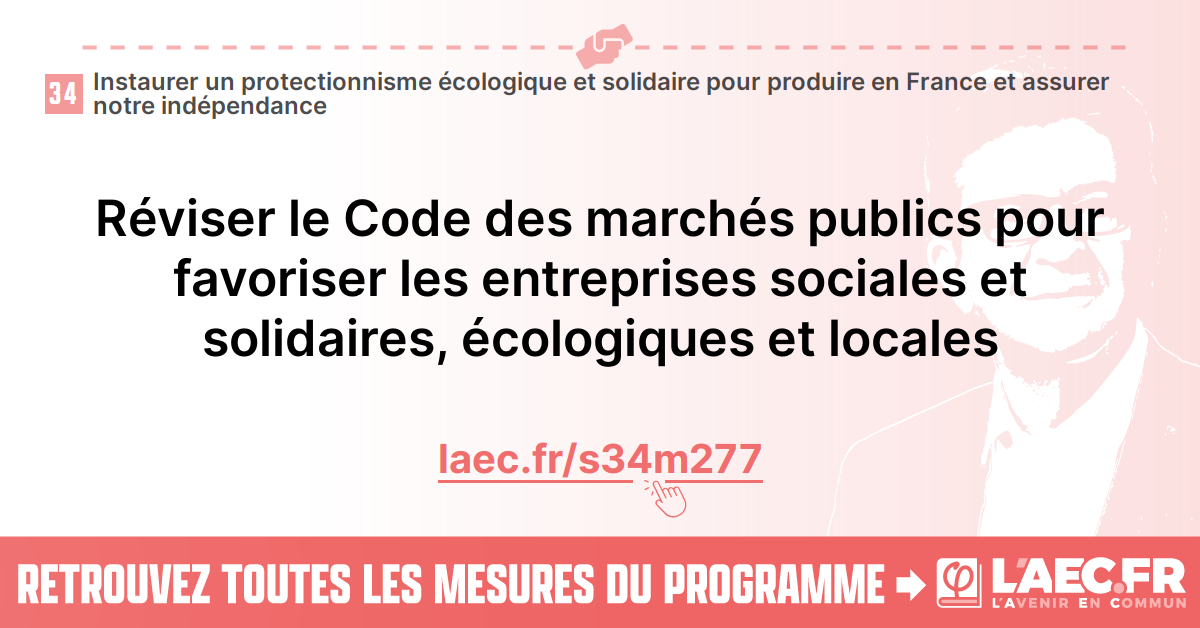 34
Instaurer un protectionnisme écologique et solidaire pour produire en France et assurer
notre indépendance
Réviser le Code des marchés publics pour
favoriser les entreprises sociales et
solidaires, écologiques et locales
laec.fr/s34m277
RETROUVEZ TOUTES LES MESURES DU PROGRAMME
L'AEC.FR
L'AVENIR EN COMMUN